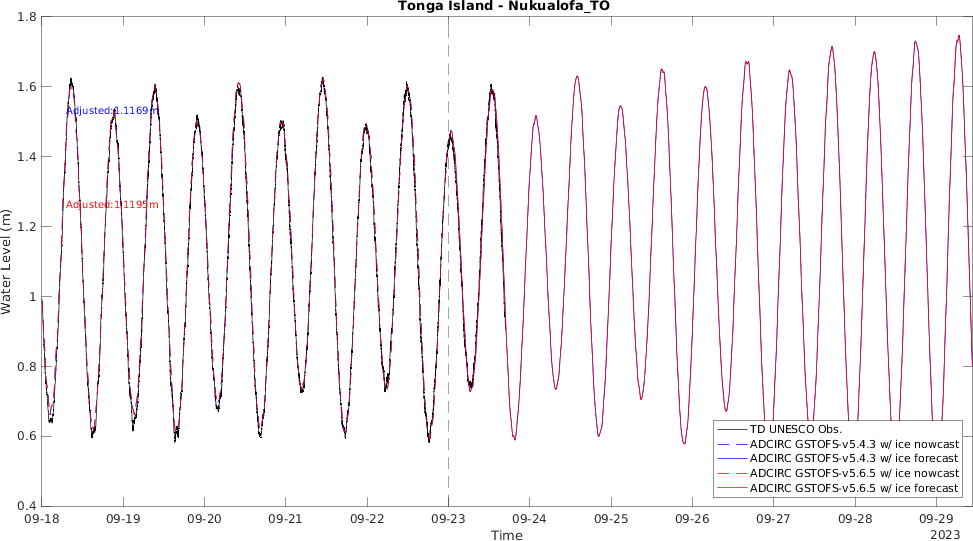 Tonga Island - Nukualofa_TO
1.8
1.6
1.4
1.2
1
0.8
0.6
0.4
Water Level (m)
Adjusted:1.1169m
Adjusted:1.1195m
TD UNESCO Obs.
ADCIRC GSTOFS-v5.4.3 w/ ice nowcast
ADCIRC GSTOFS-v5.4.3 w/ ice forecast
ADCIRC GSTOFS-v5.6.5 w/ ice nowcast
ADCIRC GSTOFS-v5.6.5 w/ ice forecast
09-18 09-19 09-20 09-21 09-22 09-23 09-24 09-25 09-26 09-27 09-28 09-29
Time
2023